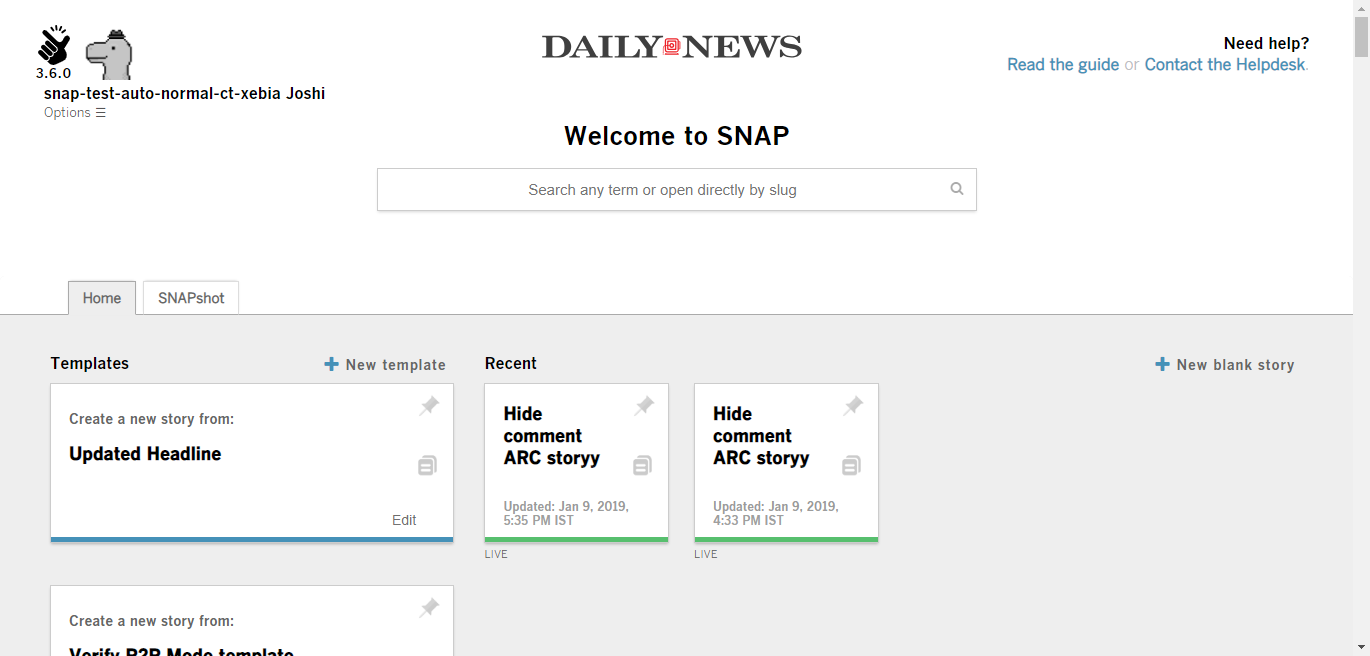 3.6.0
snap-test-auto-normal-ct-xebia Joshi
Options
DAILY NEWS
Need help?
Read the guide or Contact the Helpdesk.
Welcome to SNAP
Search any term or open directly by slug
Home
SNAPshot
Templates
New template
Create a new story from:
Updated Headline
Edit
Create a new story from:
Verify P2P Mode template
Recent
New blank story
Hide
comment
ARC storyy
Updated: Jan 9, 2019,
5:35 PM IST
LIVE
Hide
comment
ARC storyy
Updated: Jan 9, 2019,
4:33 PM IST
LIVE